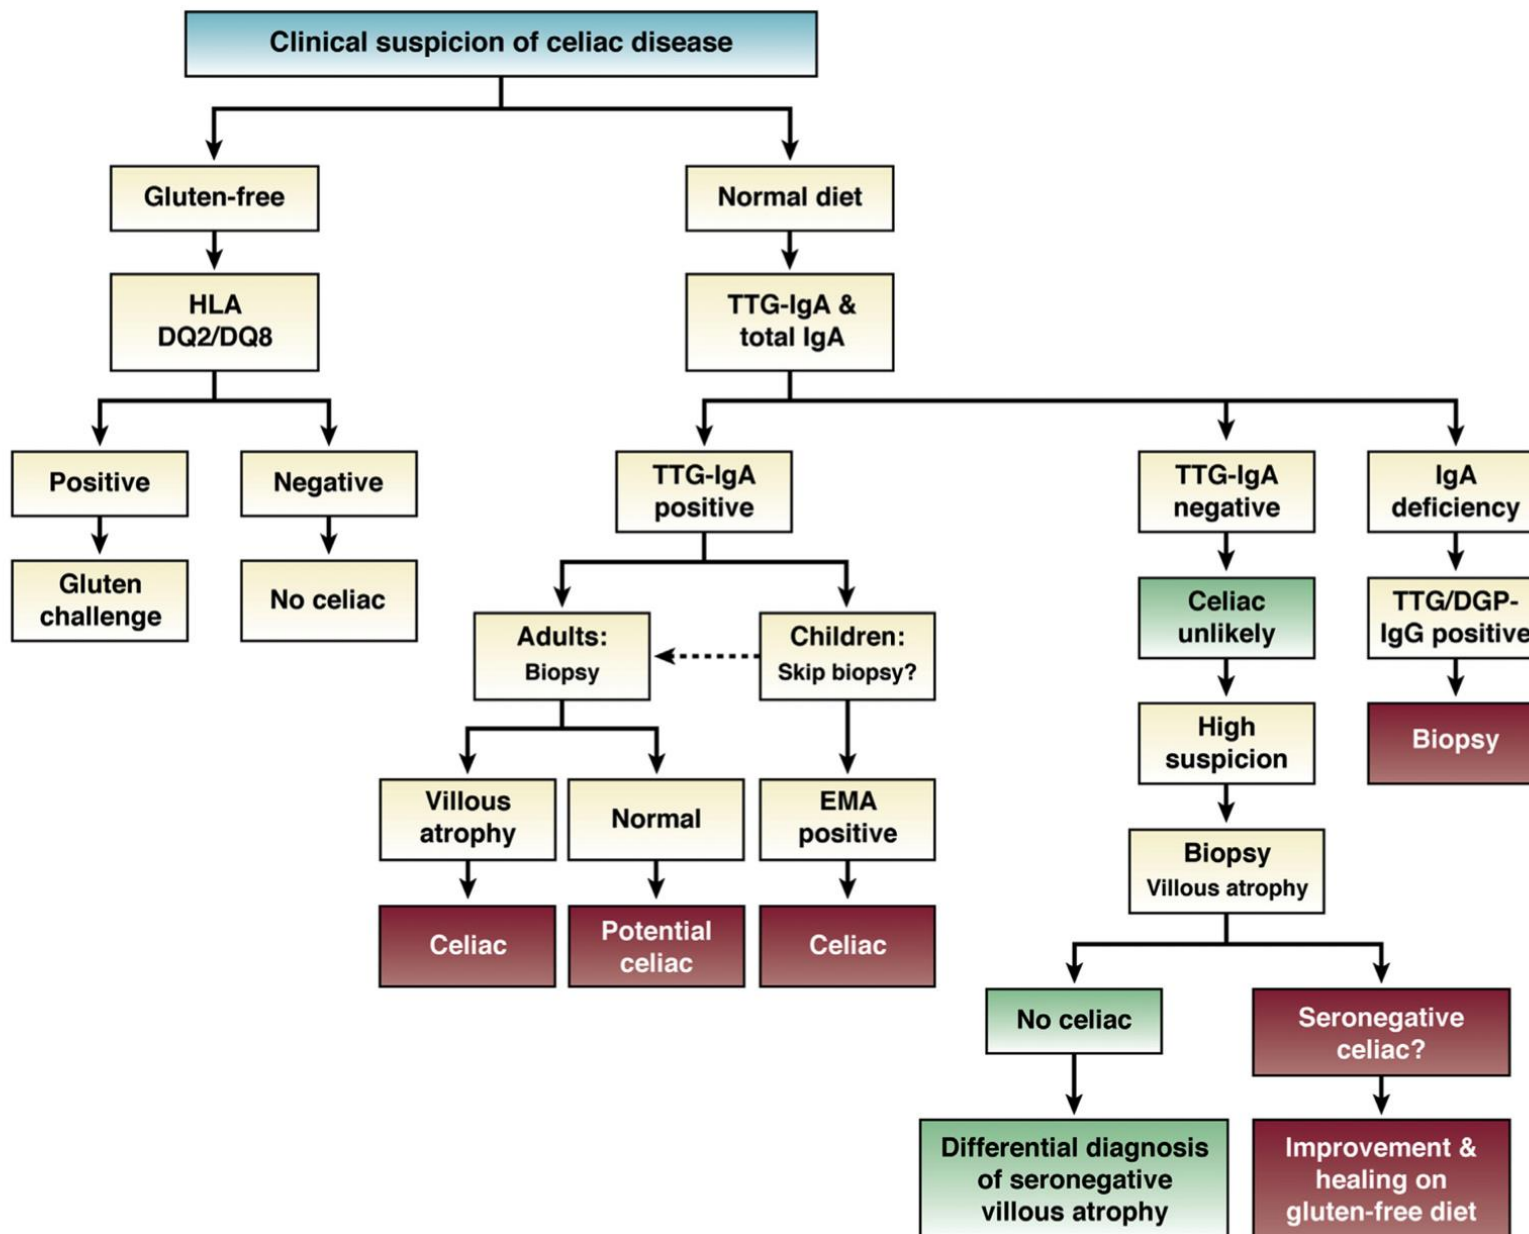 Clinical suspicion of celiac disease
Gluten-free
Normal diet
HLA
DQ2/DQ8
TTG-IgA &
total IgA
Positive
Negative
TTG-IgA
positive
TTG-IgA
negative
IgA
deficiency
Gluten
challenge
No celiac
Adults:
Biopsy
Children:
Skip biopsy?
Celiac
unlikely
TTG/DGP-
IgG positive
High
suspicion
Biopsy
Villous
atrophy
Normal
EMA
positive
Biopsy
Villous atrophy
Celiac
Potential
celiac
Celiac
No celiac
Seronegative
celiac?
Differential diagnosis
of seronegative
villous atrophy
Improvement &
healing on
gluten-free diet